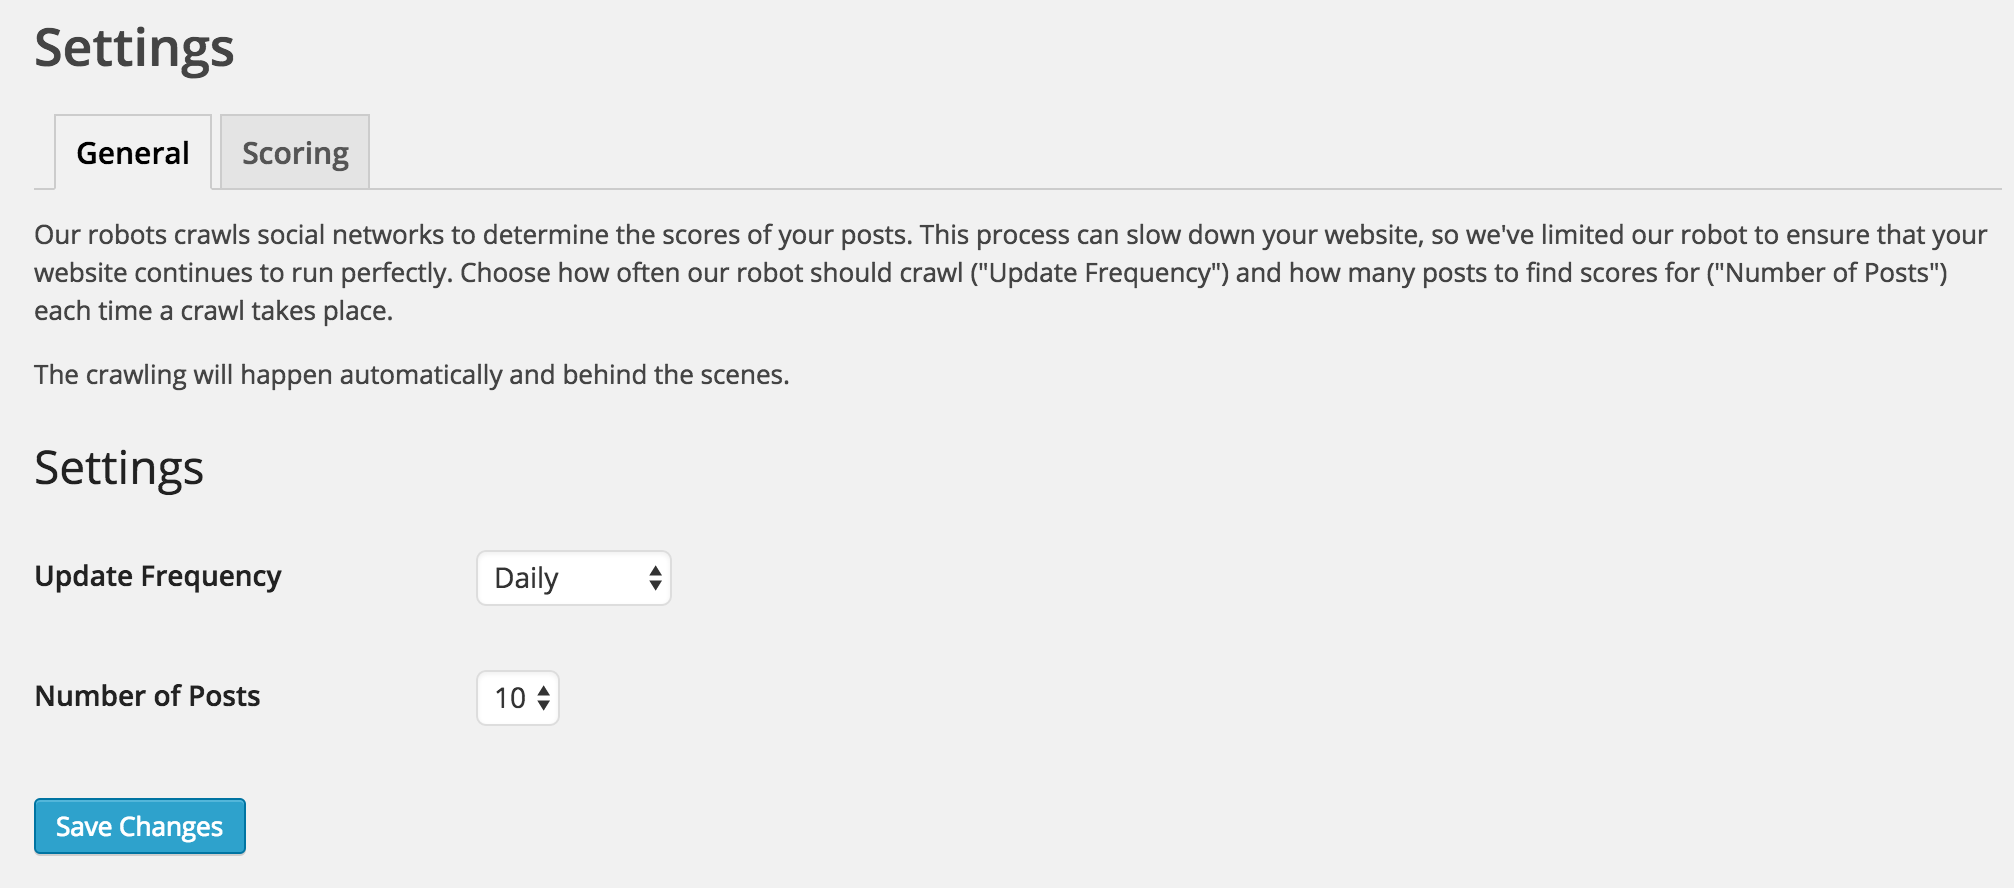 Settings
General Scoring
Our robots crawls social networks to determine the scores of your posts. This process can slow down your website, so we've limited our robot to ensure that your
website continues to run perfectly. Choose how often our robot should crawl ("Update Frequency") and how many posts to find scores for ("Number of Posts")
each time a crawl takes place.
The crawling will happen automatically and behind the scenes.
Settings
Update Frequency Daily
Number of Posts 10
Save Changes